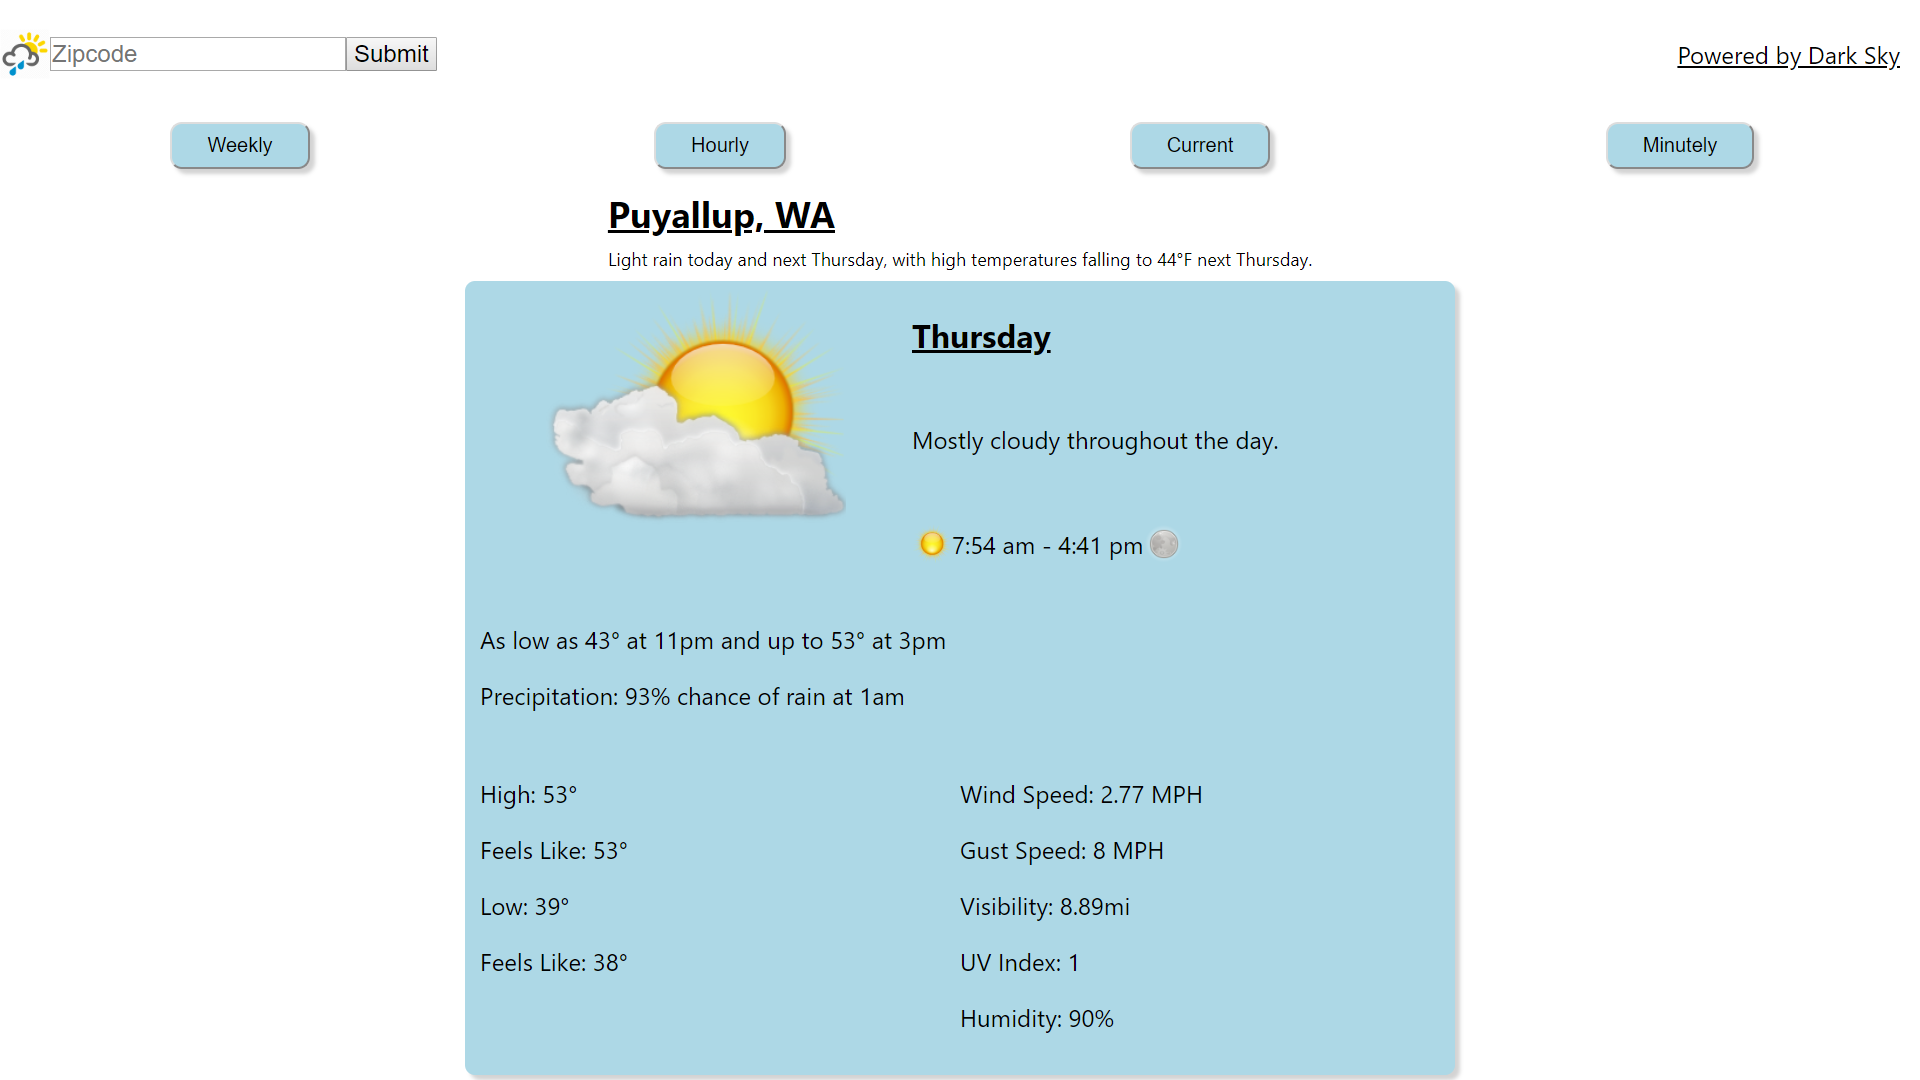 Zipcode Submit Powered by Dark Sky
Weekly Hourly Current Minutely
Puyallup, WA
Light rain today and next Thursday, with high temperatures falling to 44°F next Thursday.
Thursday
Mostly cloudy throughout the day.
7:54 am - 4:41 pm
As low as 43° at 11pm and up to 53° at 3pm
Precipitation: 93% chance of rain at 1am
High: 53°
Feels Like: 53°
Low: 39°
Feels Like: 38°
Wind Speed: 2.77 MPH
Gust Speed: 8 MPH
Visibility: 8.89mi
UV Index: 1
Humidity: 90%